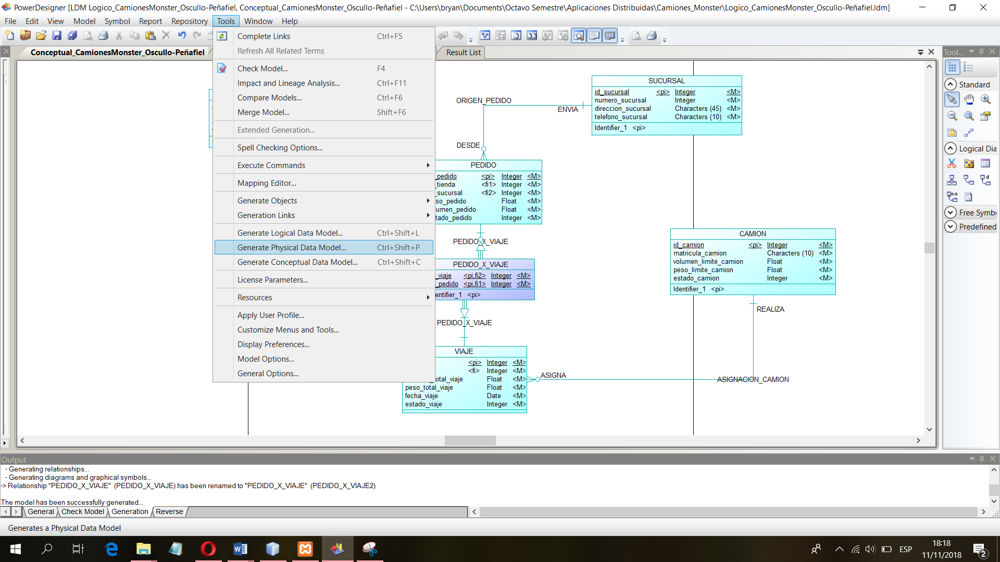 PowerDesigner [LDM Logico_CamionesMonster_Oscullo-Peñafiel, Conceptual_CamionesMonster_Oscullo-Peñafiel - C:\Users\bryan\Documents\Octavo Semestre\Aplicaciones Distribuidas\Camiones_Monster\Logico_CamionesMonster_Oscullo-Peñafiel.ldm]
File Edit View Model Symbol Report Repository Tools Window Help
Conceptual_CamionesMonster_Oscullo-Peñafiel
Result List
Complete Links Ctrl+F5
Refresh All Related Terms
Check Model... F4
Impact and Lineage Analysis... Ctrl+F11
Compare Models... Ctrl+F6
Merge Model... Shift+F6
Extended Generation...
Spell Checking Options...
Execute Commands
Mapping Editor...
Generate Objects
Generation Links
Generate Logical Data Model... Ctrl+Shift+L
Generate Physical Data Model... Ctrl+Shift+P
Generate Conceptual Data Model... Ctrl+Shift+C
License Parameters...
Resources
Apply User Profile...
Customize Menus and Tools...
Display Preferences...
Model Options...
General Options...
ORIGEN_PEDIDO
ENVIA
DESDE
SUCURSAL
id_sucursal <pi> Integer <M>
numero_sucursal Integer <M>
direccion_sucursal Characters (45) <M>
telefono_sucursal Characters (10) <M>
Identifier_1 <pi>
PEDIDO
_pedido <pi> Integer <M>
_tienda <fi1> Integer <M>
_sucursal <fi2> Integer <M>
so_pedido Float <M>
umen_pedido Float <M>
tado_pedido Integer <M>
PEDIDO_X_VIAJE
PEDIDO_X_VIAJE
_viaje <pi,fi2> Integer <M>
_pedido <pi,fi1> Integer <M>
entifier_1 <pi>
PEDIDO_X_VIAJE
VIAJE
<pi> Integer <M>
<fi> Integer <M>
otal_viaje Float <M>
peso_total_viaje Float <M>
fecha_viaje Date <M>
estado_viaje Integer <M>
ASIGNA
ASIGNACION_CAMION
REALIZA
CAMION
id_camion <pi> Integer <M>
matricula_camion Characters (10) <M>
volumen_limite_camion Float <M>
peso_limite_camion Float <M>
estado_camion Integer <M>
Identifier_1 <pi>
Tool...
Standard
Logical Dia
Free Symb
Predefined
Output
- Generating relationships...
- Generating diagrams and graphical symbols...
-> Relationship "PEDIDO_X_VIAJE" (PEDIDO_X_VIAJE) has been renamed to "PEDIDO_X_VIAJE" (PEDIDO_X_VIAJE2)
The model has been successfully generated...
General Check Model Generation Reverse
Generates a Physical Data Model
ESP
18:18
11/11/2018
2